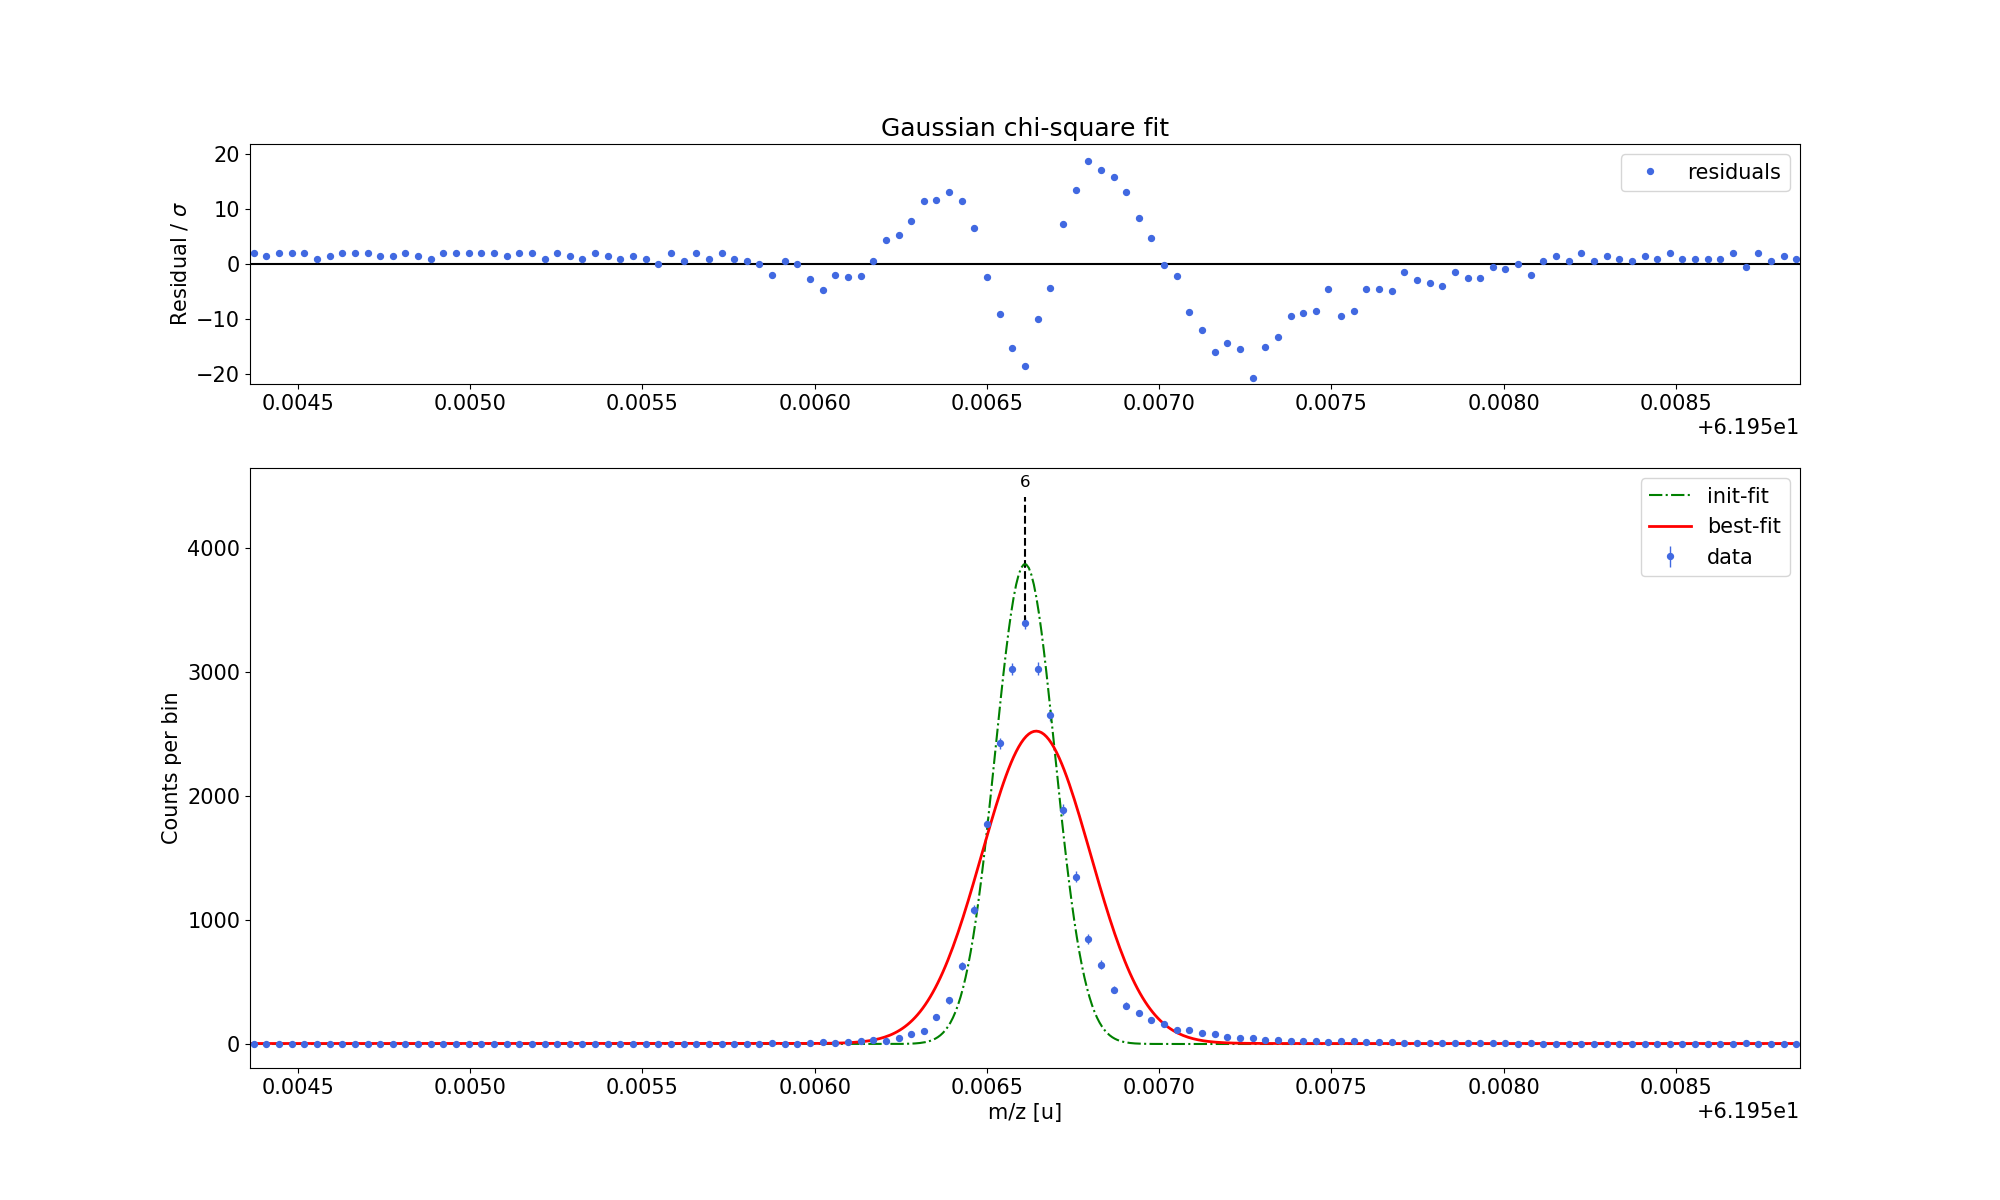 Gaussian chi-square fit
20
10
0
−10
−20
Residual / σ
residuals
0.0045 0.0050 0.0055 0.0060 0.0065 0.0070 0.0075 0.0080 0.0085
+6.195e1
6
init-fit
best-fit
data
4000
3000
2000
1000
0
Counts per bin
0.0045 0.0050 0.0055 0.0060 0.0065 0.0070 0.0075 0.0080 0.0085
m/z [u]
+6.195e1